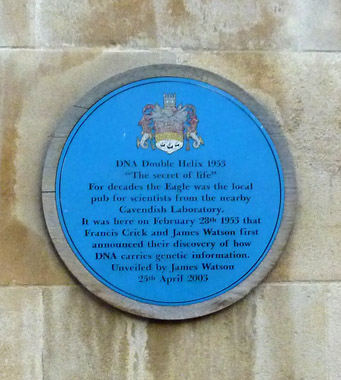 DNA Double Helix 1953
"The secret of life"
For decades the Eagle was the local
pub for scientists from the nearby
Cavendish Laboratory.
It was here on February 28th 1953 that
Francis Crick and James Watson first
announced their discovery of how
DNA carries genetic information.
Unveiled by James Watson
25th April 2003